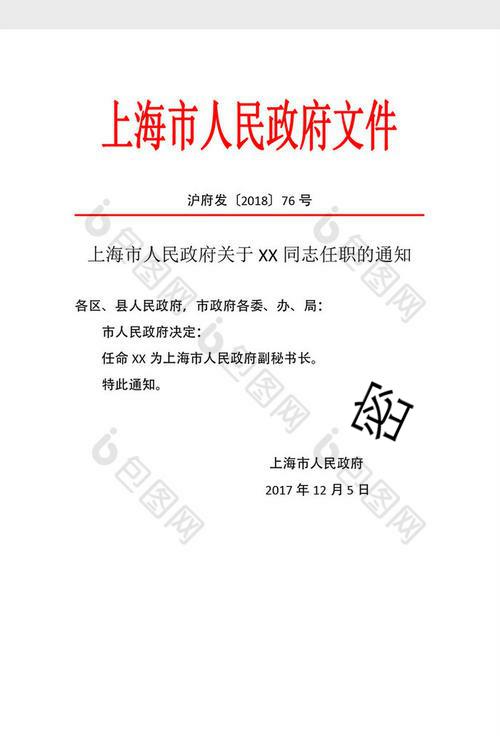 上海市人民政府文件
沪府发〔2018〕76 号
上海市人民政府关于 XX 同志任职的通知
各区、县人民政府，市政府各委、办、局：
市人民政府决定：
任命 XX 为上海市人民政府副秘书长。
特此通知。
密
上海市人民政府
2017 年 12 月 5 日
包图网
包图网
包图网
包图网
包图网
包图网